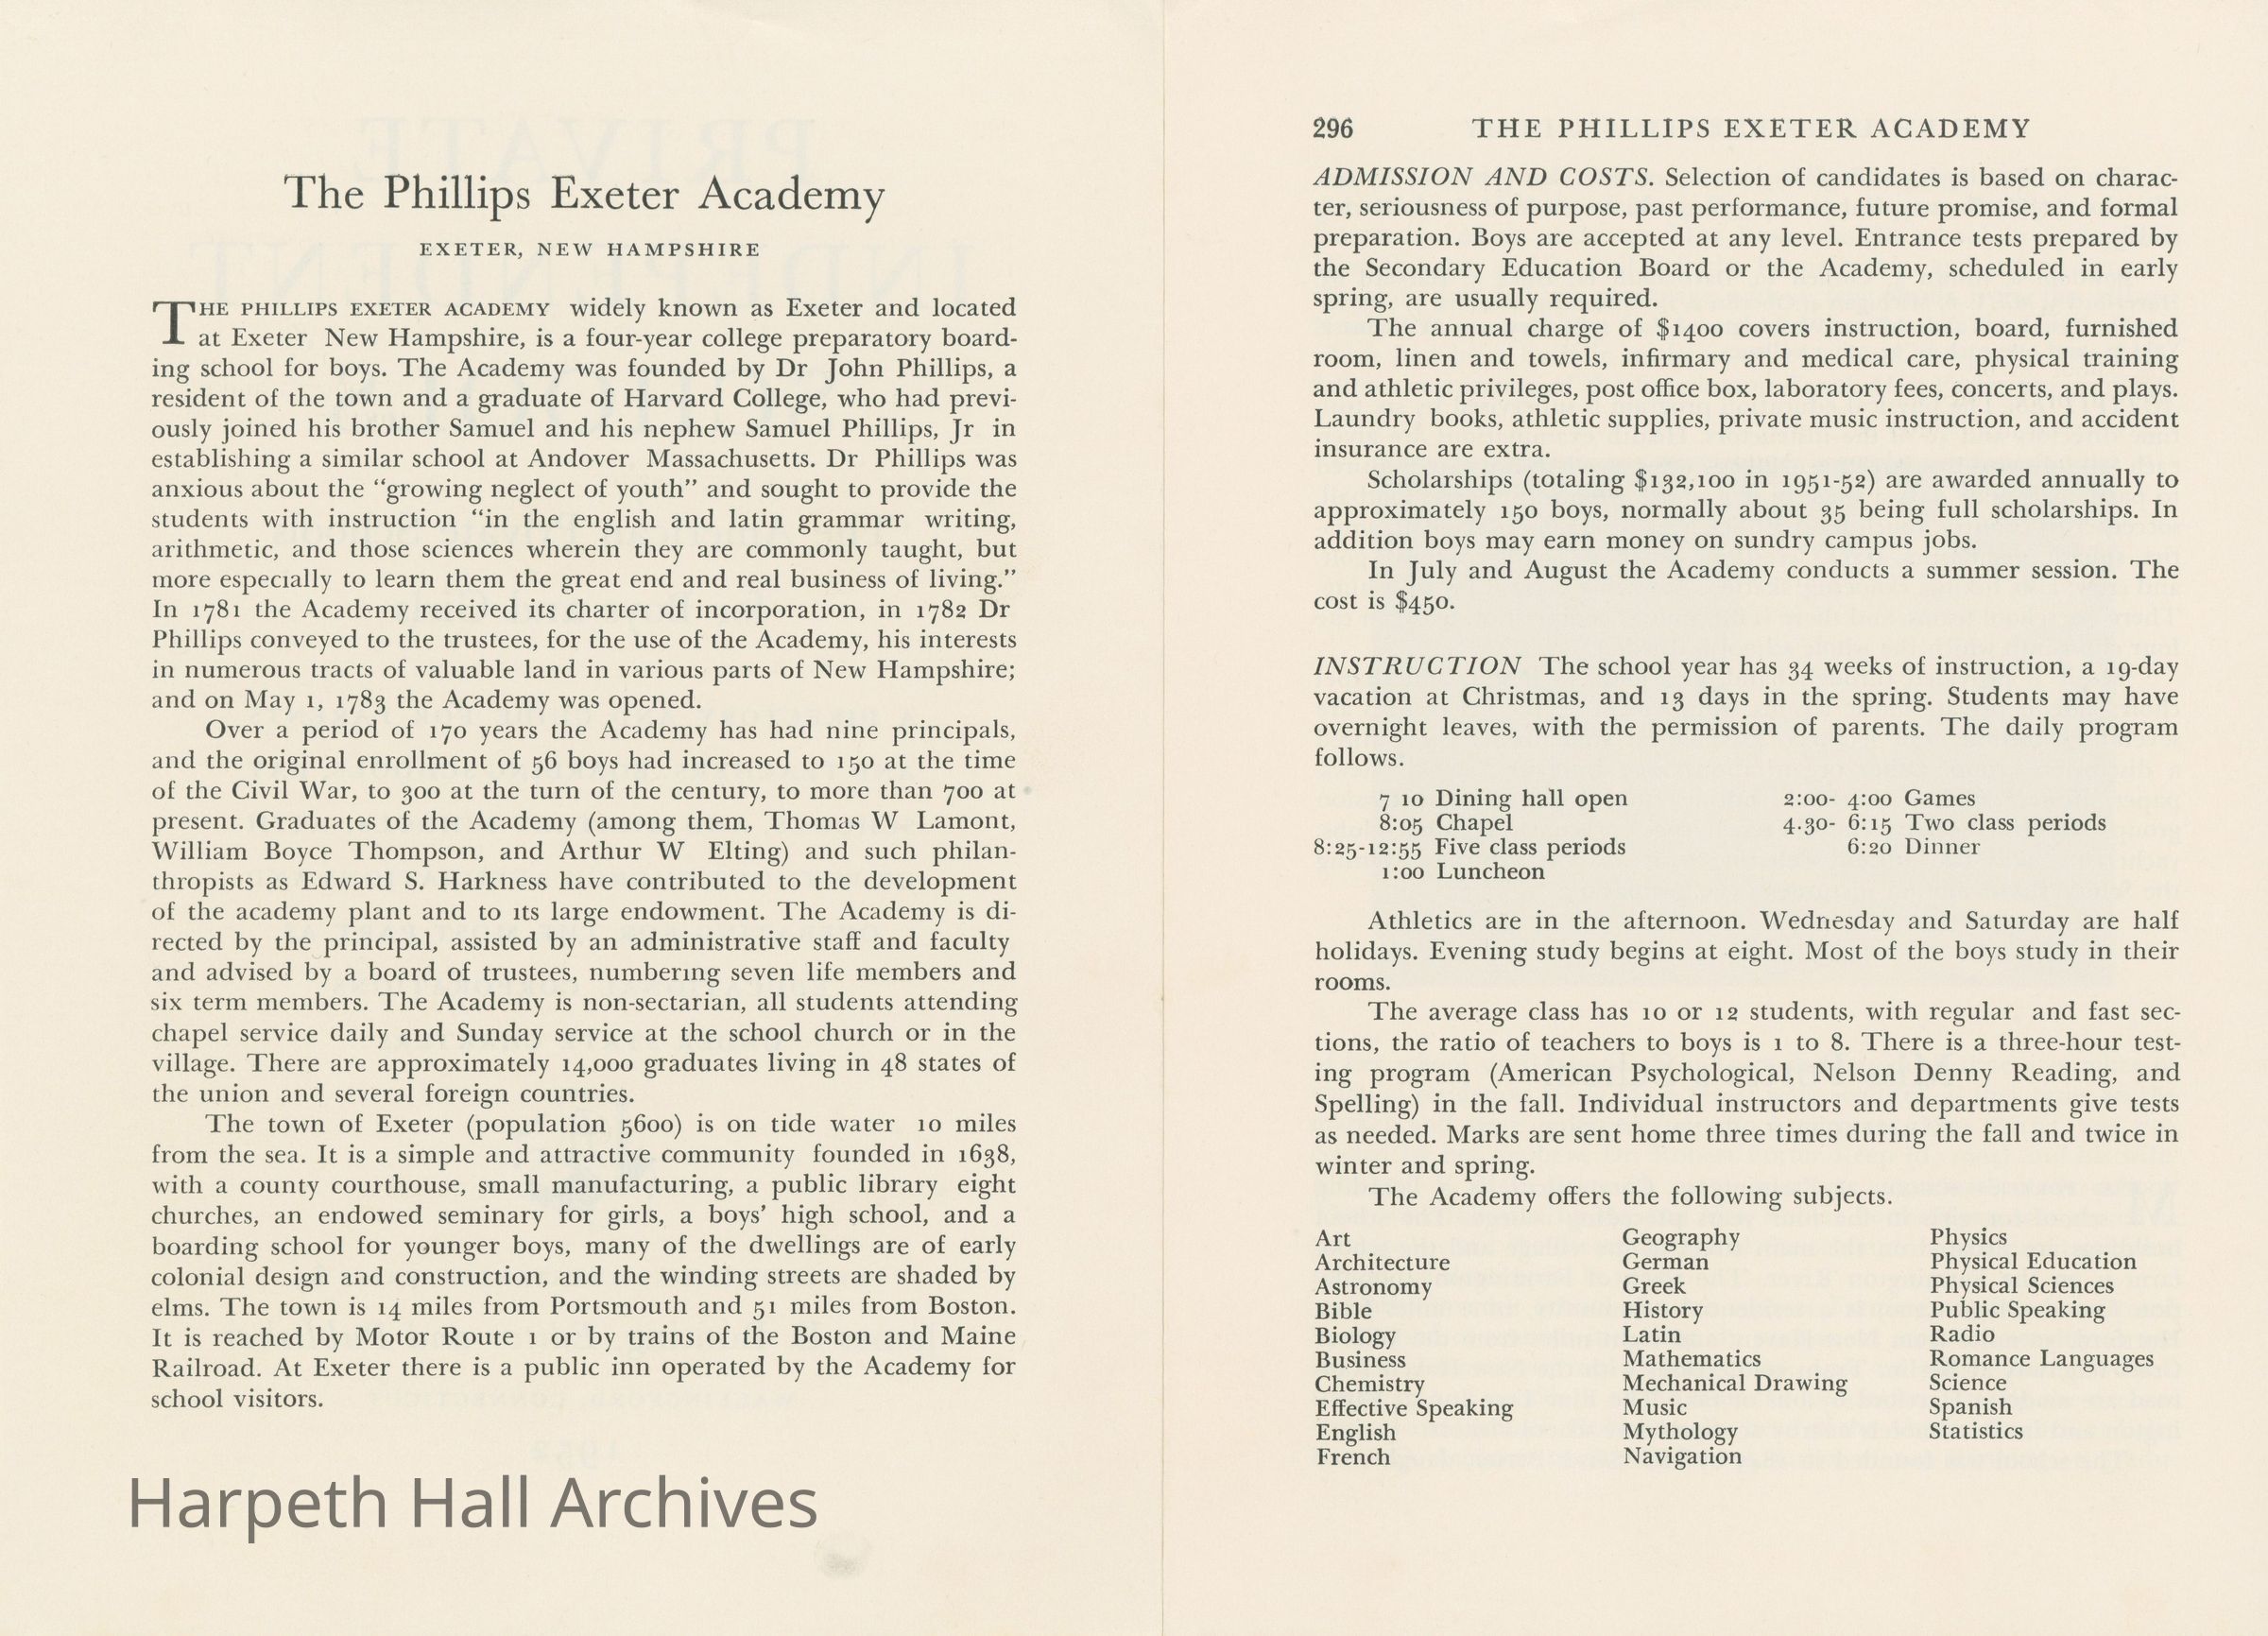 The Phillips Exeter Academy
EXETER, NEW HAMPSHIRE
THE PHILLIPS EXETER ACADEMY widely known as Exeter and located
at Exeter New Hampshire, is a four-year college preparatory board-
ing school for boys. The Academy was founded by Dr John Phillips, a
resident of the town and a graduate of Harvard College, who had previ-
ously joined his brother Samuel and his nephew Samuel Phillips, Jr in
establishing a similar school at Andover Massachusetts. Dr Phillips was
anxious about the “growing neglect of youth” and sought to provide the
students with instruction “in the english and latin grammar writing,
arithmetic, and those sciences wherein they are commonly taught, but
more especially to learn them the great end and real business of living.”
In 1781 the Academy received its charter of incorporation, in 1782 Dr
Phillips conveyed to the trustees, for the use of the Academy, his interests
in numerous tracts of valuable land in various parts of New Hampshire;
and on May 1, 1783 the Academy was opened.
Over a period of 170 years the Academy has had nine principals,
and the original enrollment of 56 boys had increased to 150 at the time
of the Civil War, to 300 at the turn of the century, to more than 700 at
present. Graduates of the Academy (among them, Thomas W Lamont,
William Boyce Thompson, and Arthur W Elting) and such philan-
thropists as Edward S. Harkness have contributed to the development
of the academy plant and to its large endowment. The Academy is di-
rected by the principal, assisted by an administrative staff and faculty
and advised by a board of trustees, numbering seven life members and
six term members. The Academy is non-sectarian, all students attending
chapel service daily and Sunday service at the school church or in the
village. There are approximately 14,000 graduates living in 48 states of
the union and several foreign countries.
The town of Exeter (population 5600) is on tide water 10 miles
from the sea. It is a simple and attractive community founded in 1638,
with a county courthouse, small manufacturing, a public library eight
churches, an endowed seminary for girls, a boys’ high school, and a
boarding school for younger boys, many of the dwellings are of early
colonial design and construction, and the winding streets are shaded by
elms. The town is 14 miles from Portsmouth and 51 miles from Boston.
It is reached by Motor Route 1 or by trains of the Boston and Maine
Railroad. At Exeter there is a public inn operated by the Academy for
school visitors.
Harpeth Hall Archives
296 THE PHILLIPS EXETER ACADEMY
ADMISSION AND COSTS. Selection of candidates is based on charac-
ter, seriousness of purpose, past performance, future promise, and formal
preparation. Boys are accepted at any level. Entrance tests prepared by
the Secondary Education Board or the Academy, scheduled in early
spring, are usually required.
The annual charge of $1400 covers instruction, board, furnished
room, linen and towels, infirmary and medical care, physical training
and athletic privileges, post office box, laboratory fees, concerts, and plays.
Laundry books, athletic supplies, private music instruction, and accident
insurance are extra.
Scholarships (totaling $132,100 in 1951-52) are awarded annually to
approximately 150 boys, normally about 35 being full scholarships. In
addition boys may earn money on sundry campus jobs.
In July and August the Academy conducts a summer session. The
cost is $450.
INSTRUCTION The school year has 34 weeks of instruction, a 19-day
vacation at Christmas, and 13 days in the spring. Students may have
overnight leaves, with the permission of parents. The daily program
follows.
7 10 Dining hall open
8:05 Chapel
8:25-12:55 Five class periods
1:00 Luncheon
2:00- 4:00 Games
4.30- 6:15 Two class periods
6:20 Dinner
Athletics are in the afternoon. Wednesday and Saturday are half
holidays. Evening study begins at eight. Most of the boys study in their
rooms.
The average class has 10 or 12 students, with regular and fast sec-
tions, the ratio of teachers to boys is 1 to 8. There is a three-hour test-
ing program (American Psychological, Nelson Denny Reading, and
Spelling) in the fall. Individual instructors and departments give tests
as needed. Marks are sent home three times during the fall and twice in
winter and spring.
The Academy offers the following subjects.
Art
Architecture
Astronomy
Bible
Biology
Business
Chemistry
Effective Speaking
English
French
Geography
German
Greek
History
Latin
Mathematics
Mechanical Drawing
Music
Mythology
Navigation
Physics
Physical Education
Physical Sciences
Public Speaking
Radio
Romance Languages
Science
Spanish
Statistics